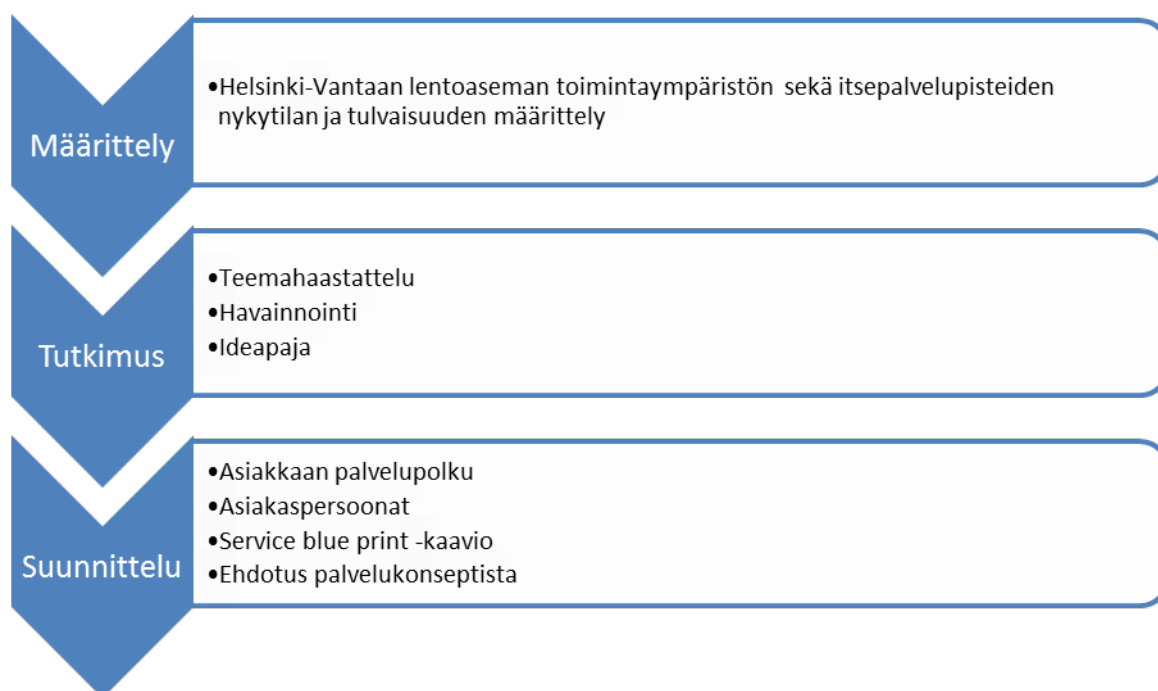 Määrittely
•Helsinki-Vantaan lentoaseman toimintaympäristön sekä itsepalvelupisteiden
nykytilan ja tulvaisuuden määrittely
Tutkimus
•Teemahaastattelu
•Havainnointi
•Ideapaja
Suunnittelu
•Asiakkaan palvelupolku
•Asiakaspersoonat
•Service blue print -kaavio
•Ehdotus palvelukonseptista